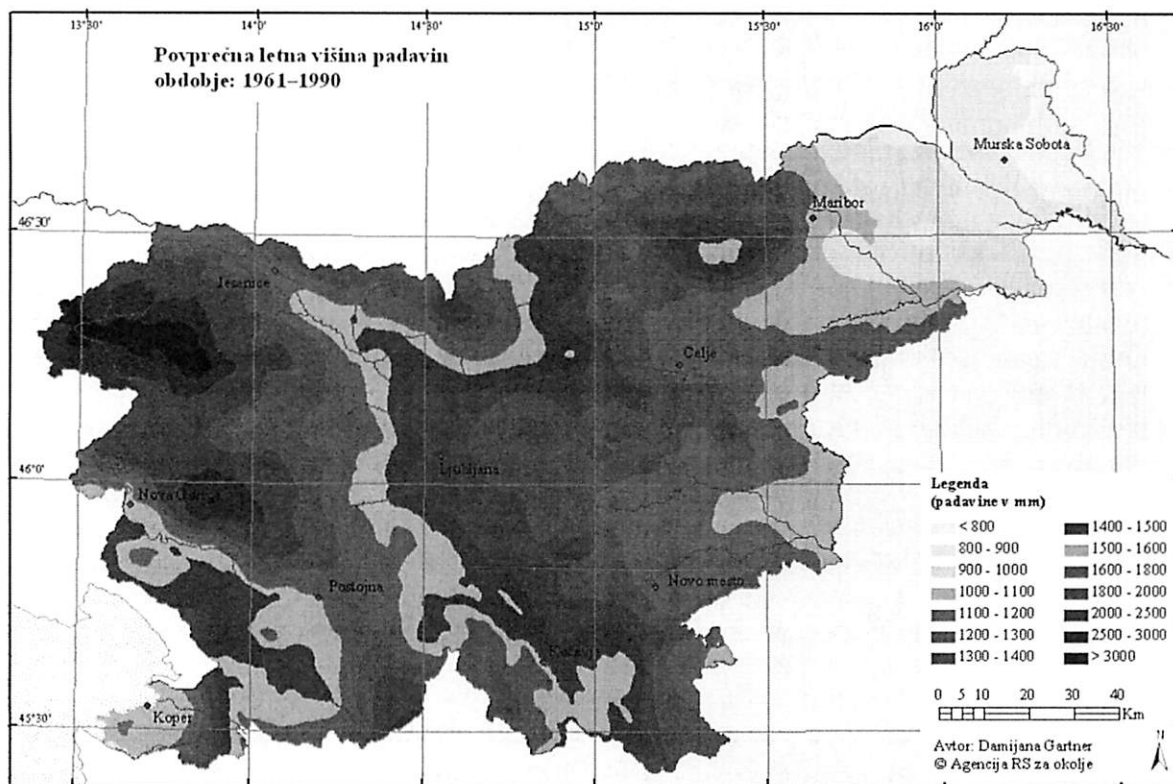 13°30' 14°0' 14°30' 15°0' 15°30' 16°0' 16°30'
Povprečna letna višina padavin
obdobje: 1961–1990
Murska Sobota
Maribor
46°30'
Jesenice
Celje
Ljubljana
46°0'
Nova Gorica
Postojna
Novo mesto
Kočevje
Koper
45°30'
Legenda
(padavine v mm)
< 800
800 - 900
900 - 1000
1000 - 1100
1100 - 1200
1200 - 1300
1300 - 1400
1400 - 1500
1500 - 1600
1600 - 1800
1800 - 2000
2000 - 2500
2500 - 3000
> 3000
0 5 10 20 30 40
Km
N
Avtor: Damijana Gartner
© Agencija RS za okolje